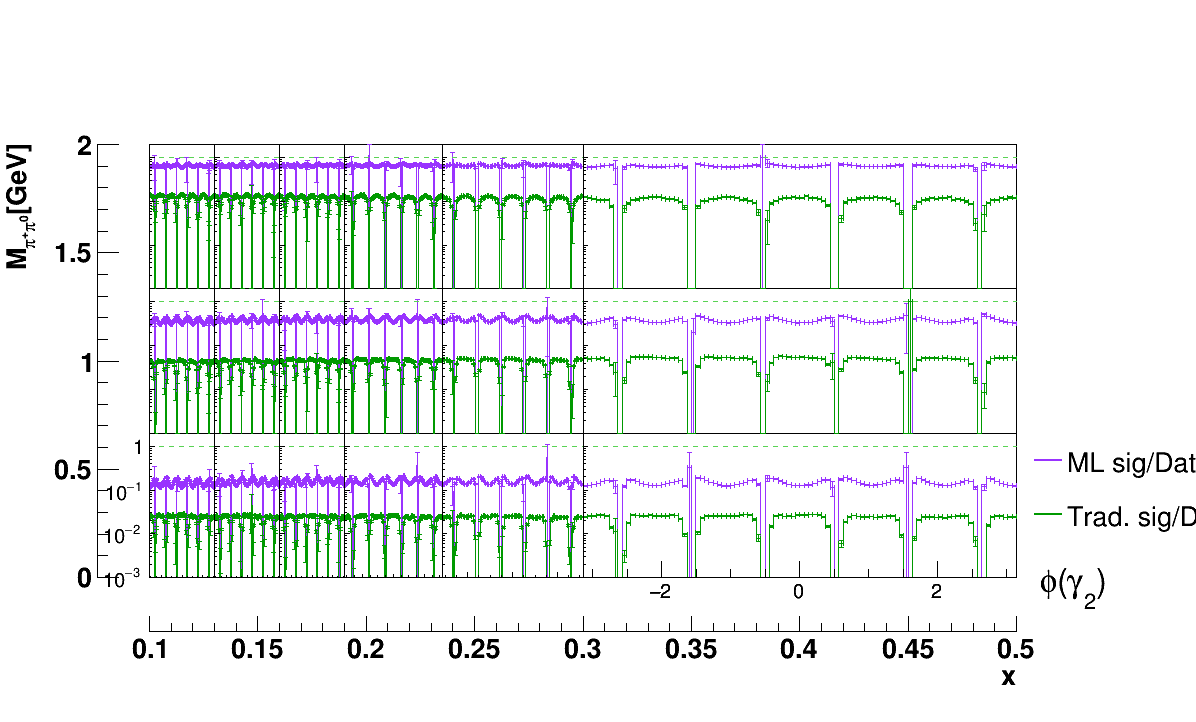 M_{π⁺π⁰}[GeV]
2
1.5
1
0.5
0
1
10⁻¹
10⁻²
10⁻³
ML sig/Dat
Trad. sig/D
−2 0 2
ϕ(γ₂)
0.1 0.15 0.2 0.25 0.3 0.35 0.4 0.45 0.5
x